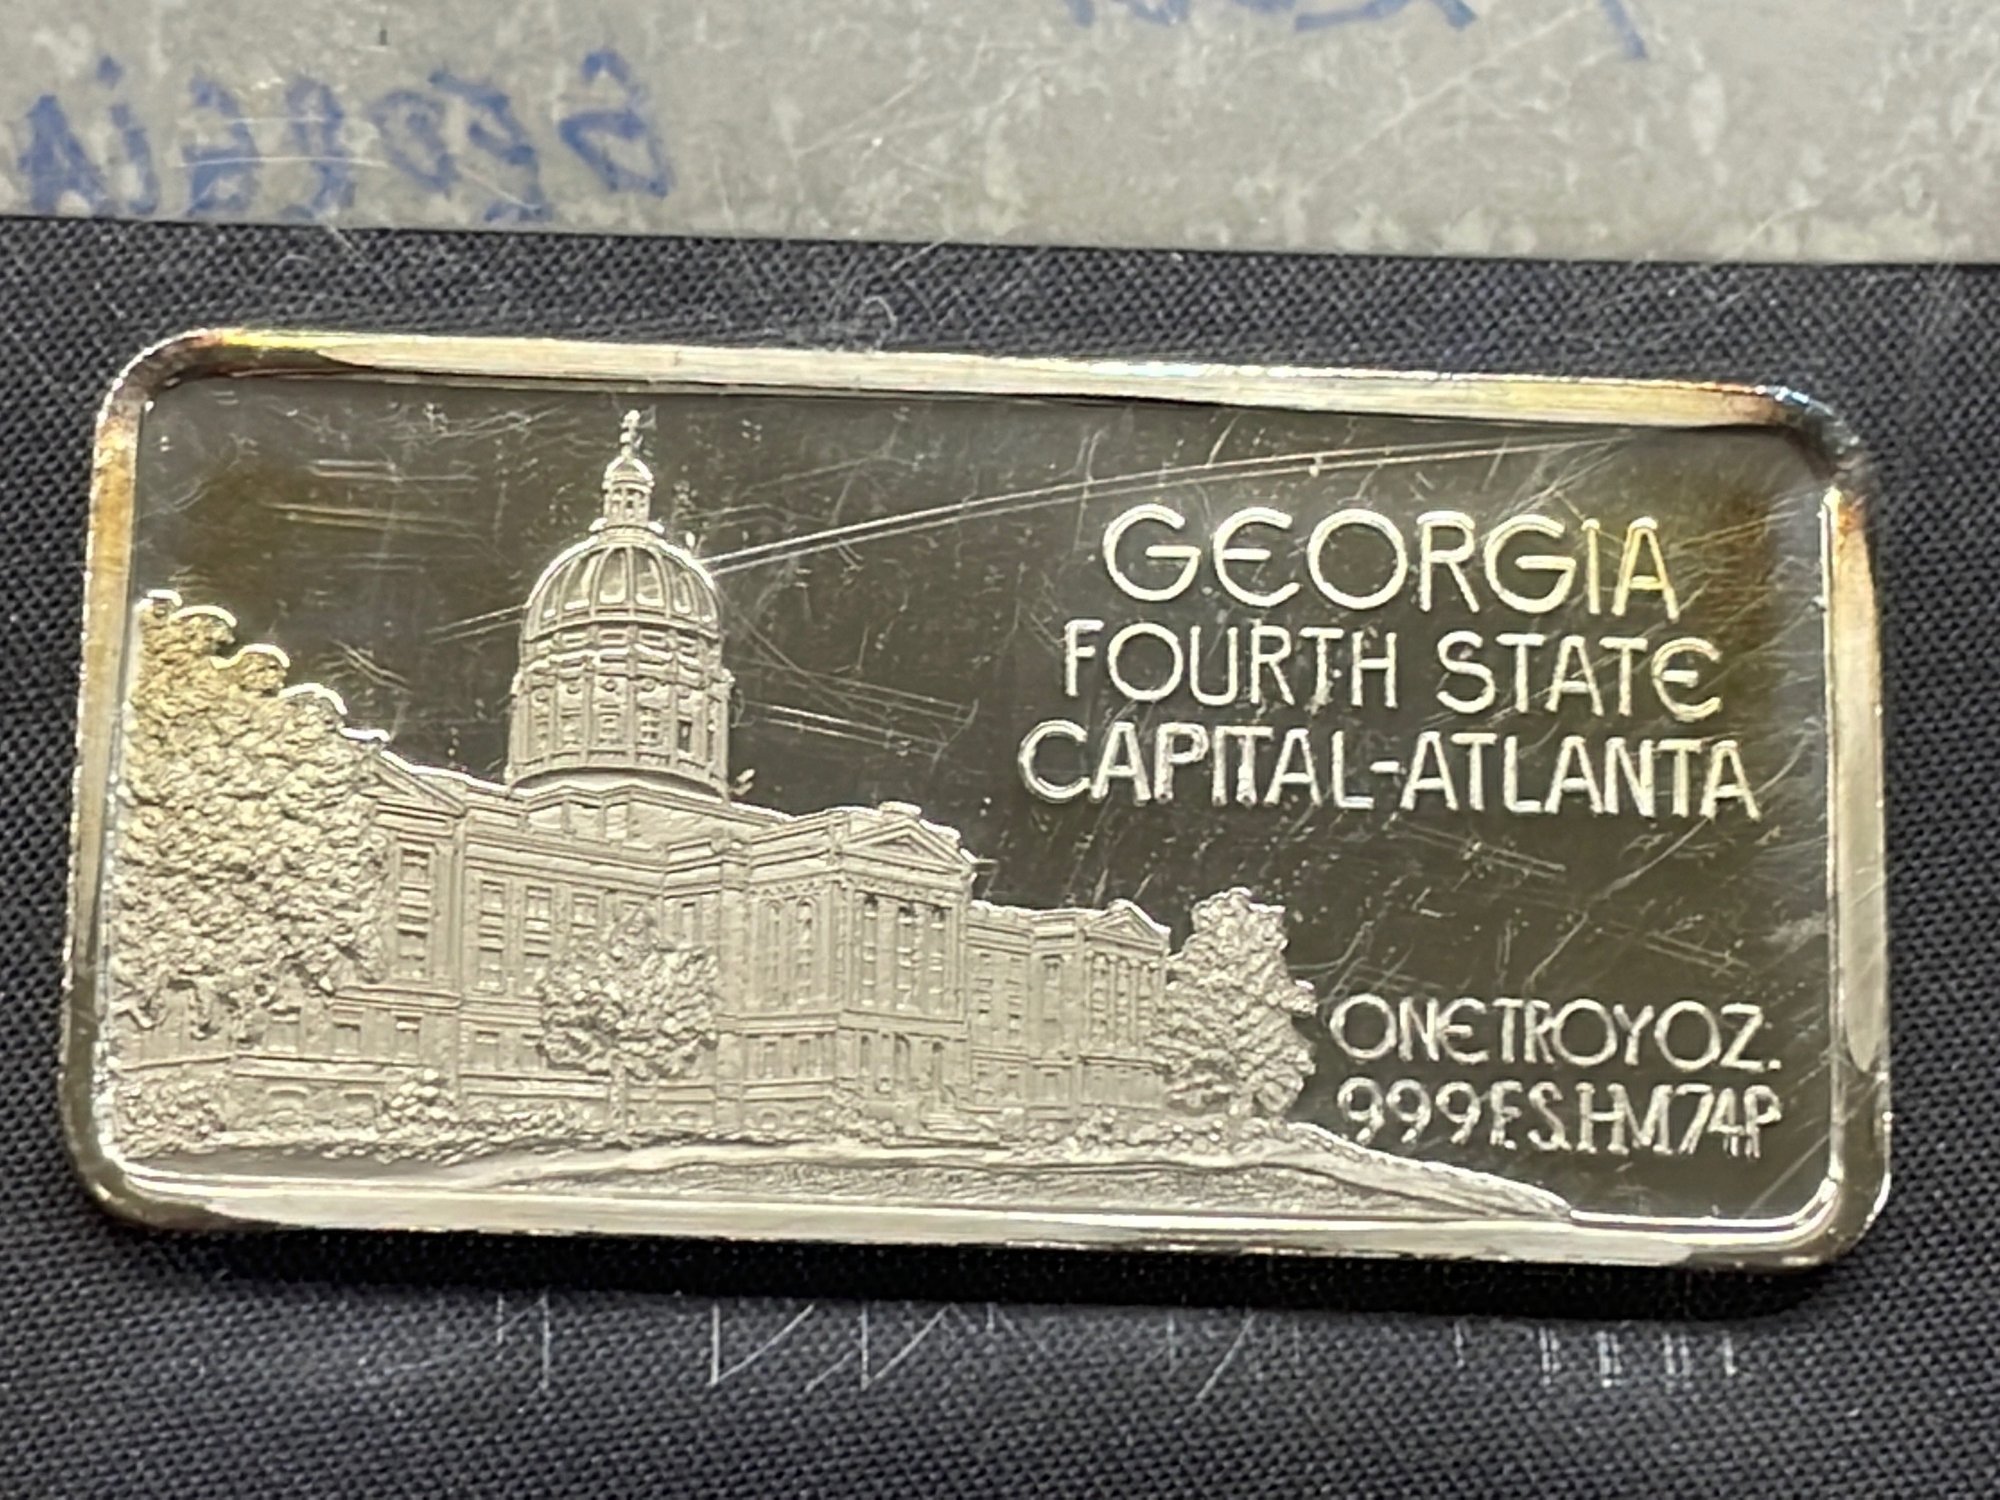 GEORGIA
FOURTH STATE
CAPITAL-ATLANTA
ONE TROY OZ.
.999 F.S. HM 74P